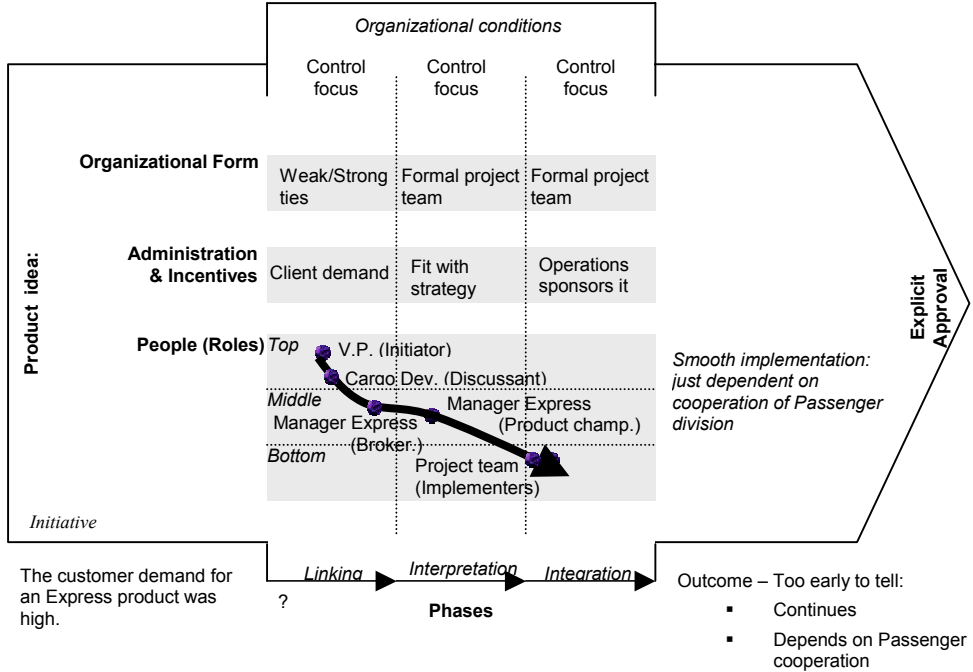 Organizational conditions
Control
focus
Control
focus
Control
focus
Organizational Form
Weak/Strong
ties
Formal project
team
Formal project
team
Administration
& Incentives
Client demand
Fit with
strategy
Operations
sponsors it
Product idea:
Explicit
Approval
People (Roles)
Top
V.P. (Initiator)
Cargo Dev. (Discussant)
Middle
Manager Express
(Broker.)
Manager Express
(Product champ.)
Bottom
Project team
(Implementers)
Smooth implementation:
just dependent on
cooperation of Passenger
division
Initiative
Linking
Interpretation
Integration
?
Phases
The customer demand for
an Express product was
high.
Outcome – Too early to tell:
▪ Continues
▪ Depends on Passenger
cooperation